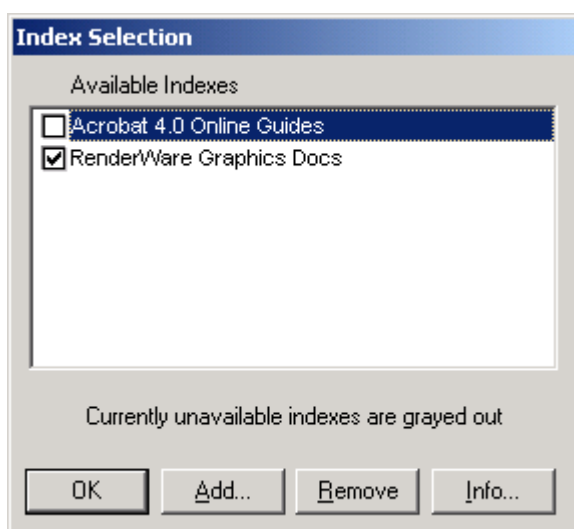 Index Selection
Available Indexes
Acrobat 4.0 Online Guides
RenderWare Graphics Docs
Currently unavailable indexes are grayed out
OK Add... Remove Info...